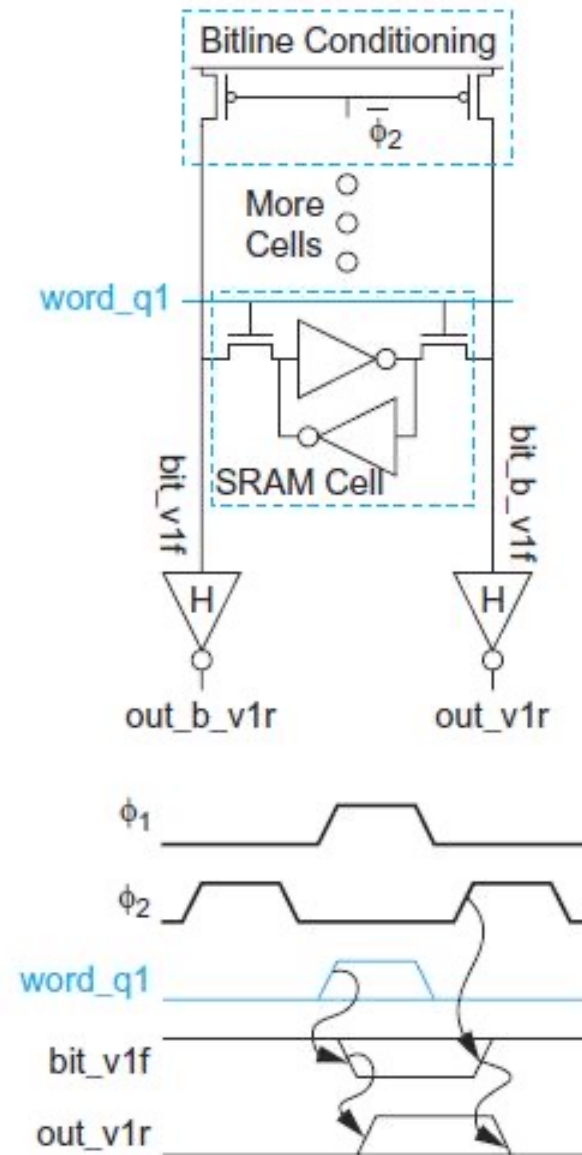 Bitline Conditioning
ϕ̅2
More
Cells
word_q1
SRAM Cell
bit_v1f
bit_b_v1f
H
H
out_b_v1r
out_v1r
ϕ1
ϕ2
word_q1
bit_v1f
out_v1r